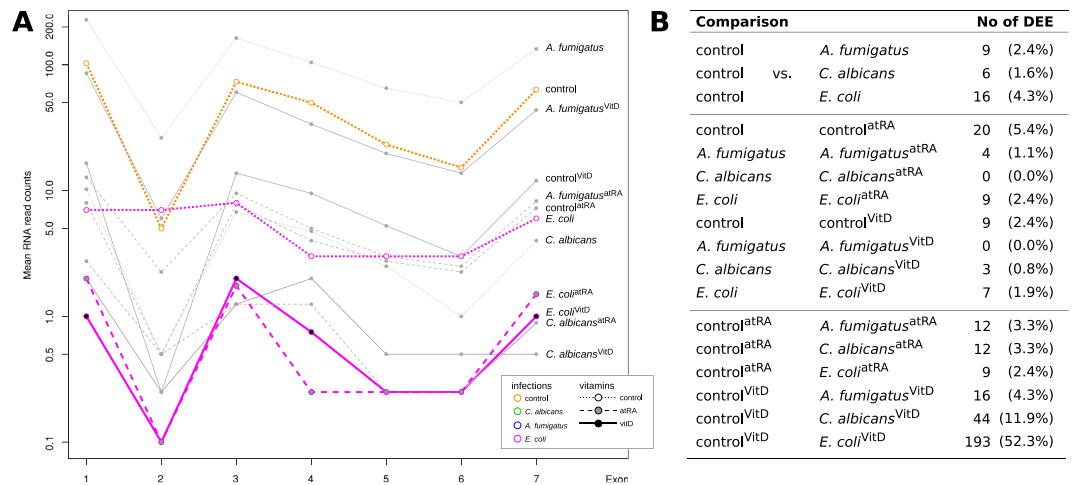 A
Mean RNA read counts
200.0
100.0
50.0
10.0
5.0
1.0
0.5
0.1
1 2 3 4 5 6 7 Exon
A. fumigatus
control
A. fumigatusVitD
controlVitD
A. fumigatusatRA
controlatRA
E. coli
C. albicans
E. coliatRA
E. coliVitD
C. albicansatRA
C. albicansVitD
infections vitamins
control control
C. albicans atRA
A. fumigatus vitD
E. coli
B
Comparison No of DEE
control A. fumigatus 9 (2.4%)
control vs. C. albicans 6 (1.6%)
control E. coli 16 (4.3%)
control controlatRA 20 (5.4%)
A. fumigatus A. fumigatusatRA 4 (1.1%)
C. albicans C. albicansatRA 0 (0.0%)
E. coli E. coliatRA 9 (2.4%)
control controlVitD 9 (2.4%)
A. fumigatus A. fumigatusVitD 0 (0.0%)
C. albicans C. albicansVitD 3 (0.8%)
E. coli E. coliVitD 7 (1.9%)
controlatRA A. fumigatusatRA 12 (3.3%)
controlatRA C. albicansatRA 12 (3.3%)
controlatRA E. coliatRA 9 (2.4%)
controlVitD A. fumigatusVitD 16 (4.3%)
controlVitD C. albicansVitD 44 (11.9%)
controlVitD E. coliVitD 193 (52.3%)